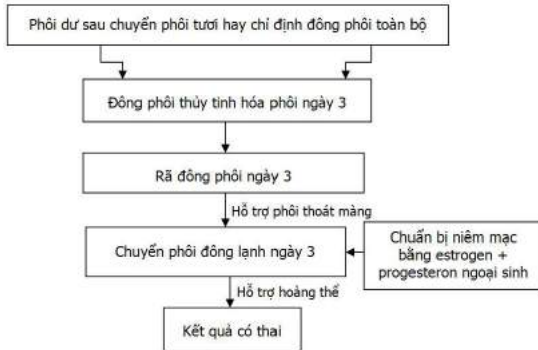 Phôi dư sau chuyển phôi tươi hay chỉ định đông phôi toàn bộ
Đông phôi thủy tinh hóa phôi ngày 3
Rã đông phôi ngày 3
Hỗ trợ phôi thoát màng
Chuyển phôi đông lạnh ngày 3
Chuẩn bị niêm mạc
bằng estrogen +
progesteron ngoại sinh
Hỗ trợ hoàng thể
Kết quả có thai